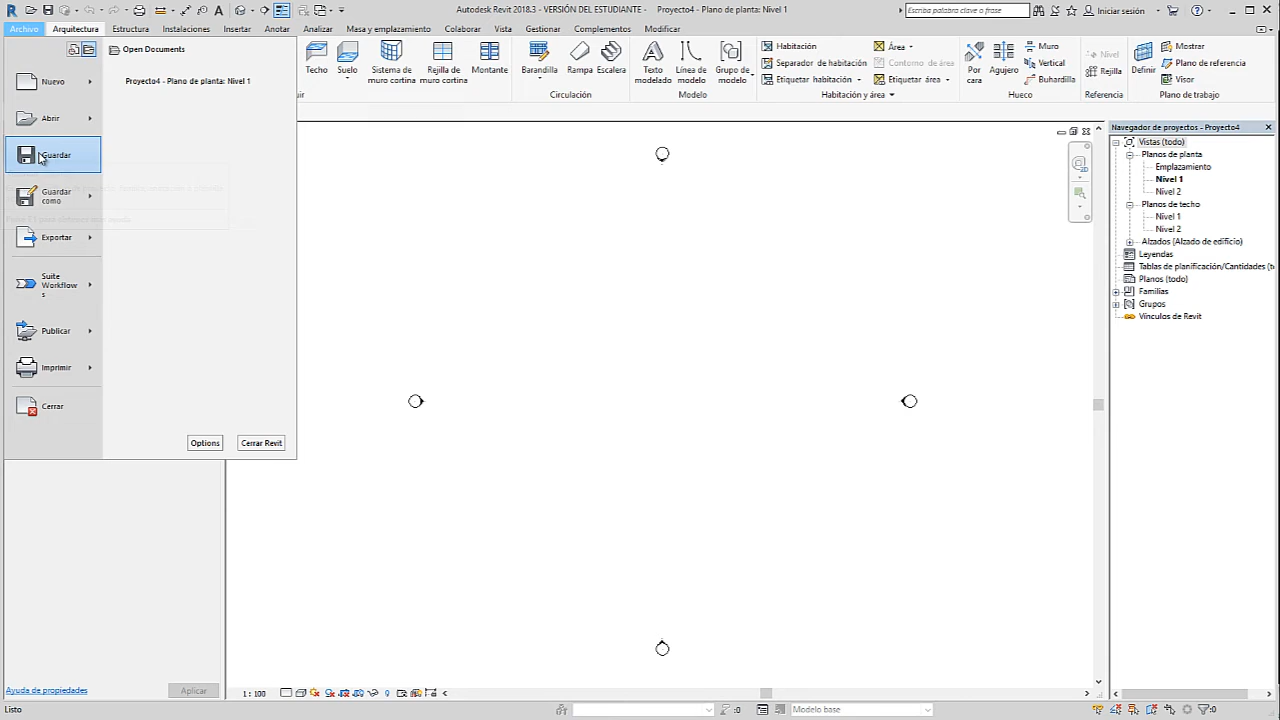 Autodesk Revit 2018.3 - VERSIÓN DEL ESTUDIANTE - Proyecto4 - Plano de planta: Nivel 1
Escriba palabra clave o frase
Iniciar sesión
Archivo Arquitectura Estructura Instalaciones Insertar Anotar Analizar Masa y emplazamiento Colaborar Vista Gestionar Complementos Modificar
Open Documents
Proyecto4 - Plano de planta: Nivel 1
Nuevo
Abrir
Guardar
Guardar
como
Exportar
Suite
Workflow
s
Publicar
Imprimir
Cerrar
Options
Cerrar Revit
Techo
Suelo
Sistema de
muro cortina
Rejilla de
muro cortina
Montante
Barandilla
Rampa
Escalera
Circulación
Texto
modelado
Línea de
modelo
Grupo de
modelo
Modelo
Habitación
Separador de habitación
Etiquetar habitación
Área
Contorno de área
Etiquetar área
Habitación y área
Por
cara
Agujero
Muro
Vertical
Buhardilla
Hueco
Nivel
Rejilla
Referencia
Definir
Mostrar
Plano de referencia
Visor
Plano de trabajo
Navegador de proyectos - Proyecto4
Vistas (todo)
Planos de planta
Emplazamiento
Nivel 1
Nivel 2
Planos de techo
Nivel 1
Nivel 2
Alzados (Alzado de edificio)
Leyendas
Tablas de planificación/Cantidades (t
Planos (todo)
Familias
Grupos
Vínculos de Revit
Ayuda de propiedades
Aplicar
1 : 100
Listo
:0
Modelo base
:0